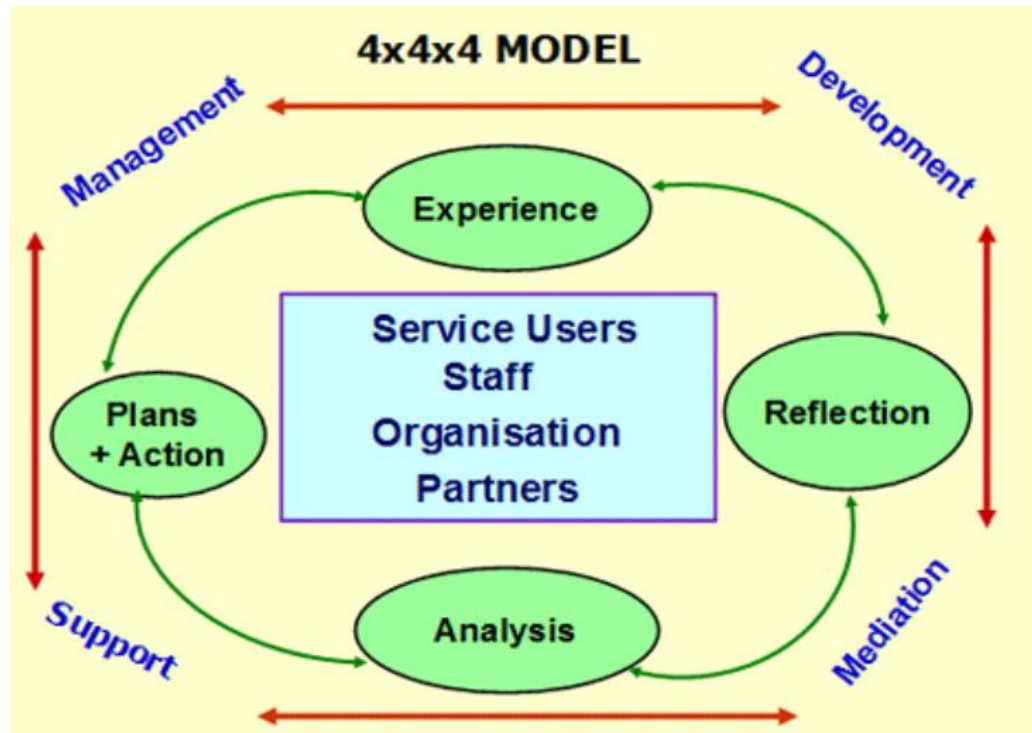 4x4x4 MODEL
Management
Development
Experience
Service Users
Staff
Organisation
Partners
Plans
+ Action
Reflection
Analysis
Support
Mediation